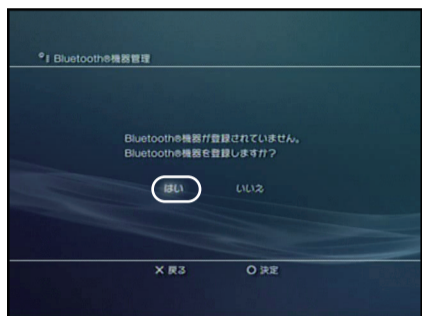 Bluetooth®機器管理
Bluetooth®機器が登録されていません。
Bluetooth®機器を登録しますか？
はい いいえ
✕ 戻る ○ 決定